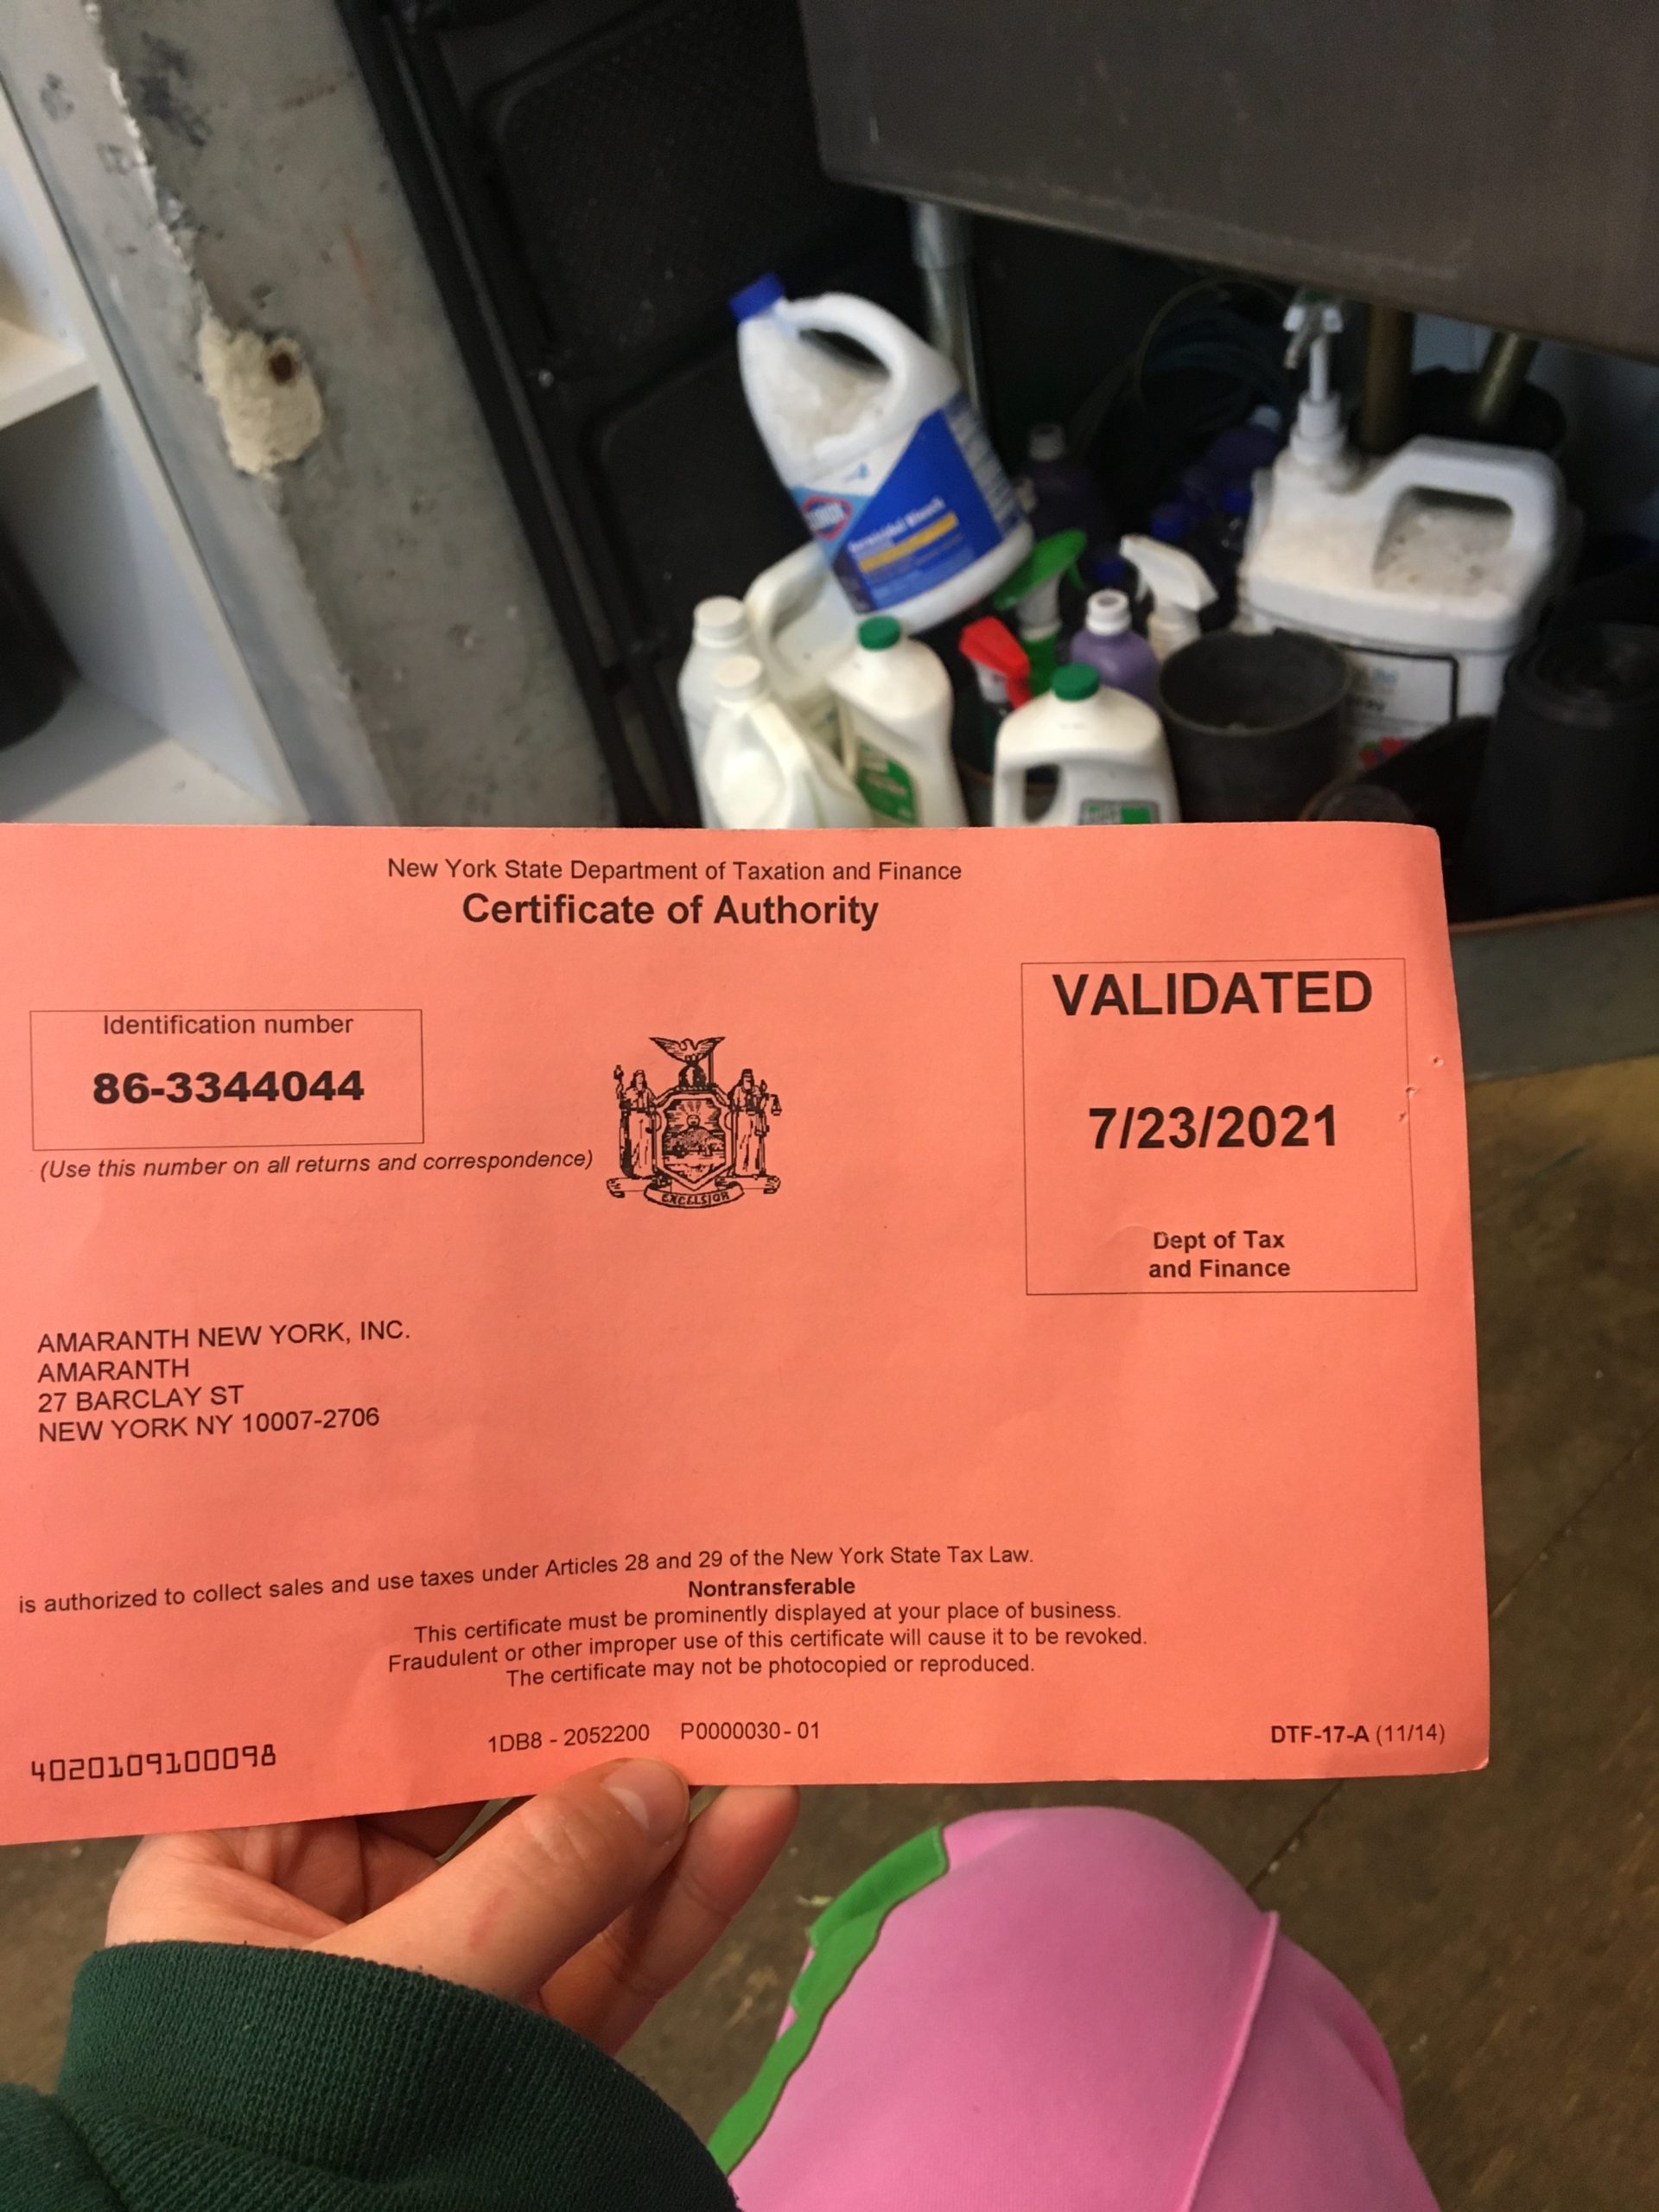 New York State Department of Taxation and Finance
Certificate of Authority
Identification number
86-3344044
(Use this number on all returns and correspondence)
EXCELSIOR
VALIDATED
7/23/2021
Dept of Tax
and Finance
AMARANTH NEW YORK, INC.
AMARANTH
27 BARCLAY ST
NEW YORK NY 10007-2706
is authorized to collect sales and use taxes under Articles 28 and 29 of the New York State Tax Law.
Nontransferable
This certificate must be prominently displayed at your place of business.
Fraudulent or other improper use of this certificate will cause it to be revoked.
The certificate may not be photocopied or reproduced.
4020109100098
1DB8 - 2052200 P0000030-01
DTF-17-A (11/14)